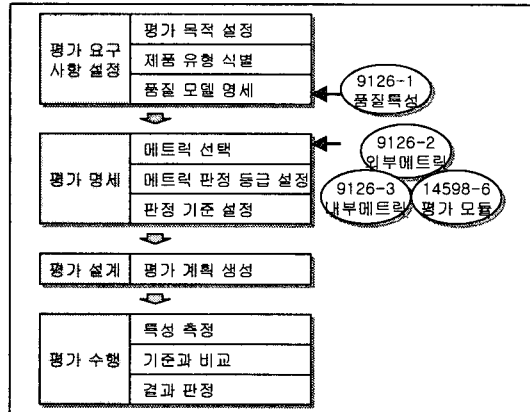 평가 요구
사항 설정
평가 목적 설정
제품 유형 식별
품질 모델 명세
9126-1
품질특성
평가 명세
메트릭 선택
메트릭 판정 등급 설정
판정 기준 설정
9126-2
외부메트릭
9126-3
내부메트릭
14598-6
평가 모듈
평가 설계
평가 계획 생성
평가 수행
특성 측정
기준과 비교
결과 판정